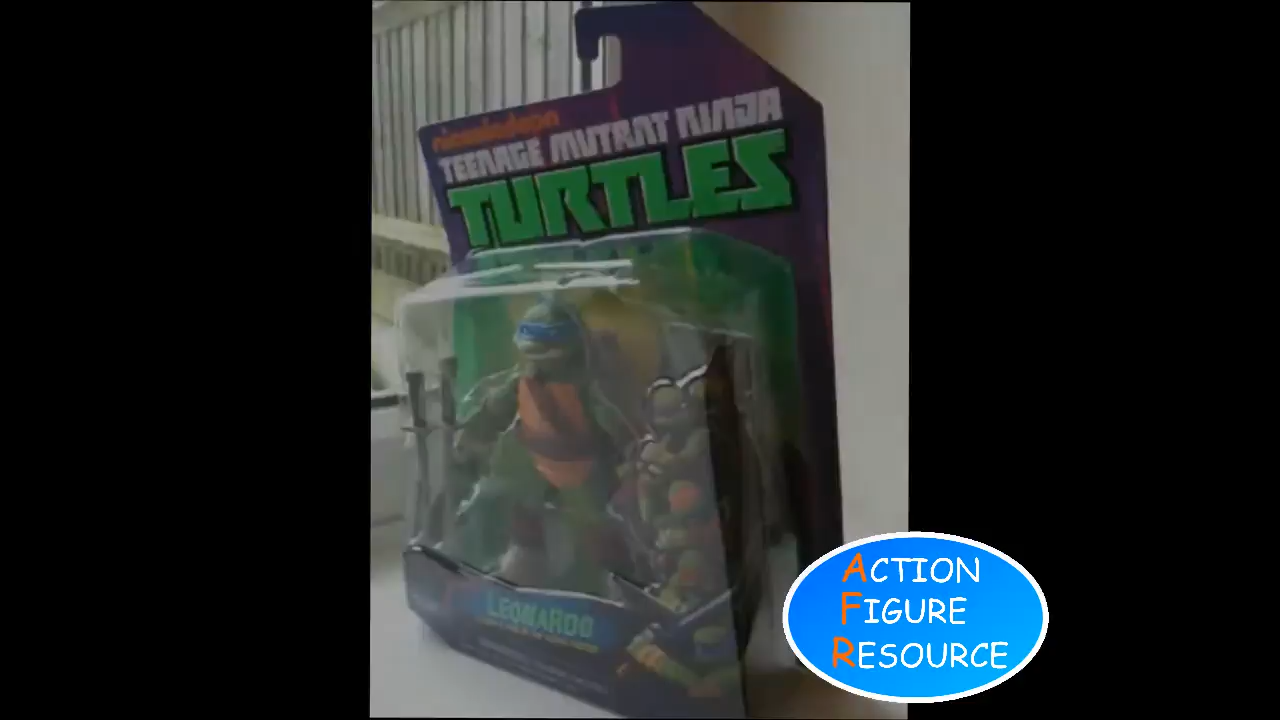 nickelodeon
TEENAGE MUTANT NINJA
TURTLES
LEONARDO
ACTION
FIGURE
RESOURCE